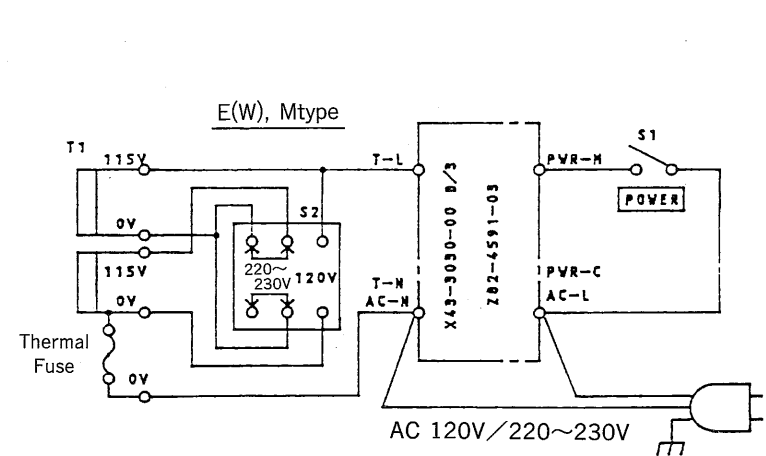 E(W), Mtype
T1
115V
0V
115V
0V
Thermal
Fuse
0V
S2
220～
230V
120V
T-L
T-N
AC-N
X43-3030-00 B/3
Z82-4591-03
PWR-M
S1
POWER
PWR-C
AC-L
AC 120V／220～230V